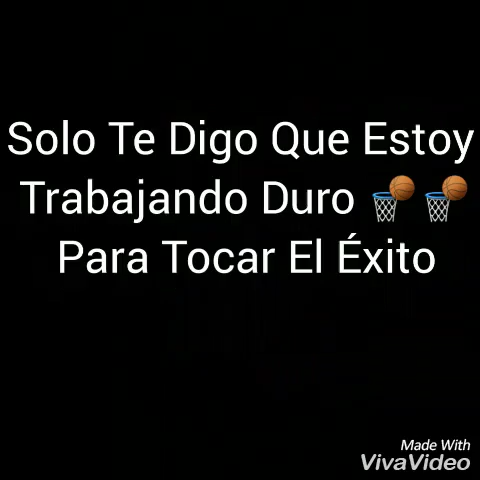 Solo Te Digo Que Estoy
Trabajando Duro 🏀🏀
Para Tocar El Éxito
Made With
VivaVideo